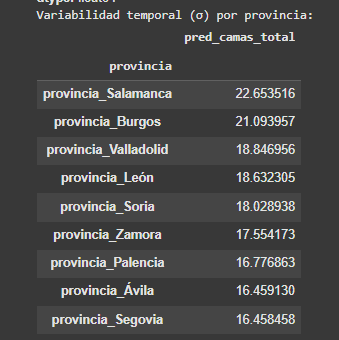 Variabilidad temporal (σ) por provincia:
pred_camas_total
provincia
provincia_Salamanca 22.653516
provincia_Burgos 21.093957
provincia_Valladolid 18.846956
provincia_León 18.632305
provincia_Soria 18.028938
provincia_Zamora 17.554173
provincia_Palencia 16.776863
provincia_Ávila 16.459130
provincia_Segovia 16.458458